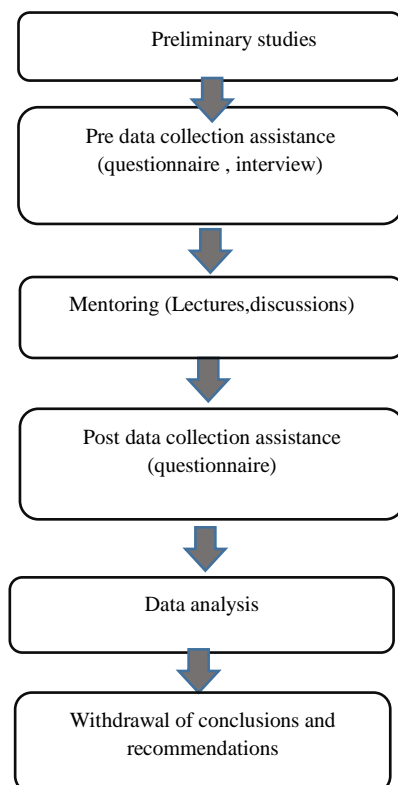 Preliminary studies
Pre data collection assistance
(questionnaire , interview)
Mentoring (Lectures,discussions)
Post data collection assistance
(questionnaire)
Data analysis
Withdrawal of conclusions and
recommendations